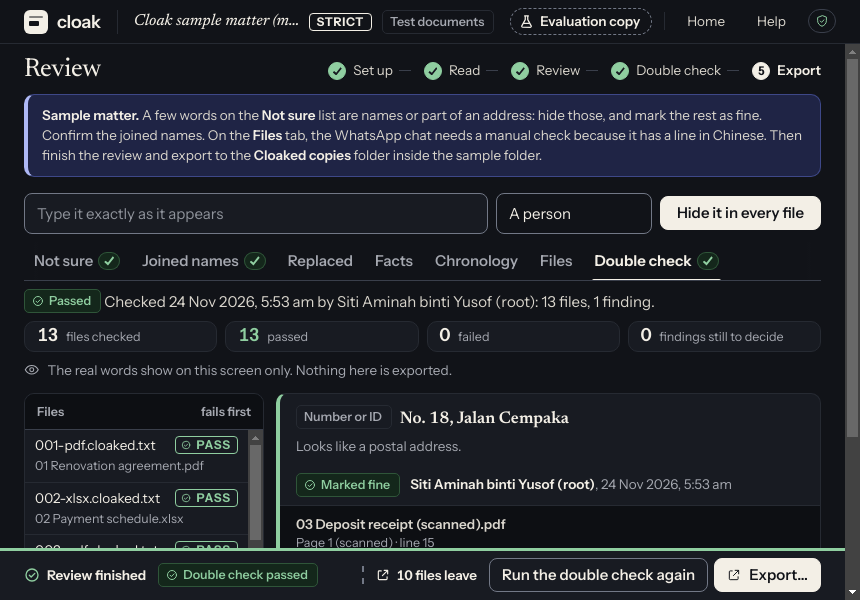 cloak
Cloak sample matter (m...
STRICT
Test documents
Evaluation copy
Home
Help
Review
Set up
Read
Review
Double check
5 Export
Sample matter. A few words on the Not sure list are names or part of an address: hide those, and mark the rest as fine.
Confirm the joined names. On the Files tab, the WhatsApp chat needs a manual check because it has a line in Chinese. Then
finish the review and export to the Cloaked copies folder inside the sample folder.
Type it exactly as it appears
A person
Hide it in every file
Not sure
Joined names
Replaced
Facts
Chronology
Files
Double check
Passed Checked 24 Nov 2026, 5:53 am by Siti Aminah binti Yusof (root): 13 files, 1 finding.
13 files checked
13 passed
0 failed
0 findings still to decide
The real words show on this screen only. Nothing here is exported.
Files
fails first
001-pdf.cloaked.txt
PASS
01 Renovation agreement.pdf
002-xlsx.cloaked.txt
PASS
02 Payment schedule.xlsx
Number or ID
No. 18, Jalan Cempaka
Looks like a postal address.
Marked fine
Siti Aminah binti Yusof (root), 24 Nov 2026, 5:53 am
03 Deposit receipt (scanned).pdf
Page 1 (scanned) · line 15
Review finished
Double check passed
10 files leave
Run the double check again
Export...